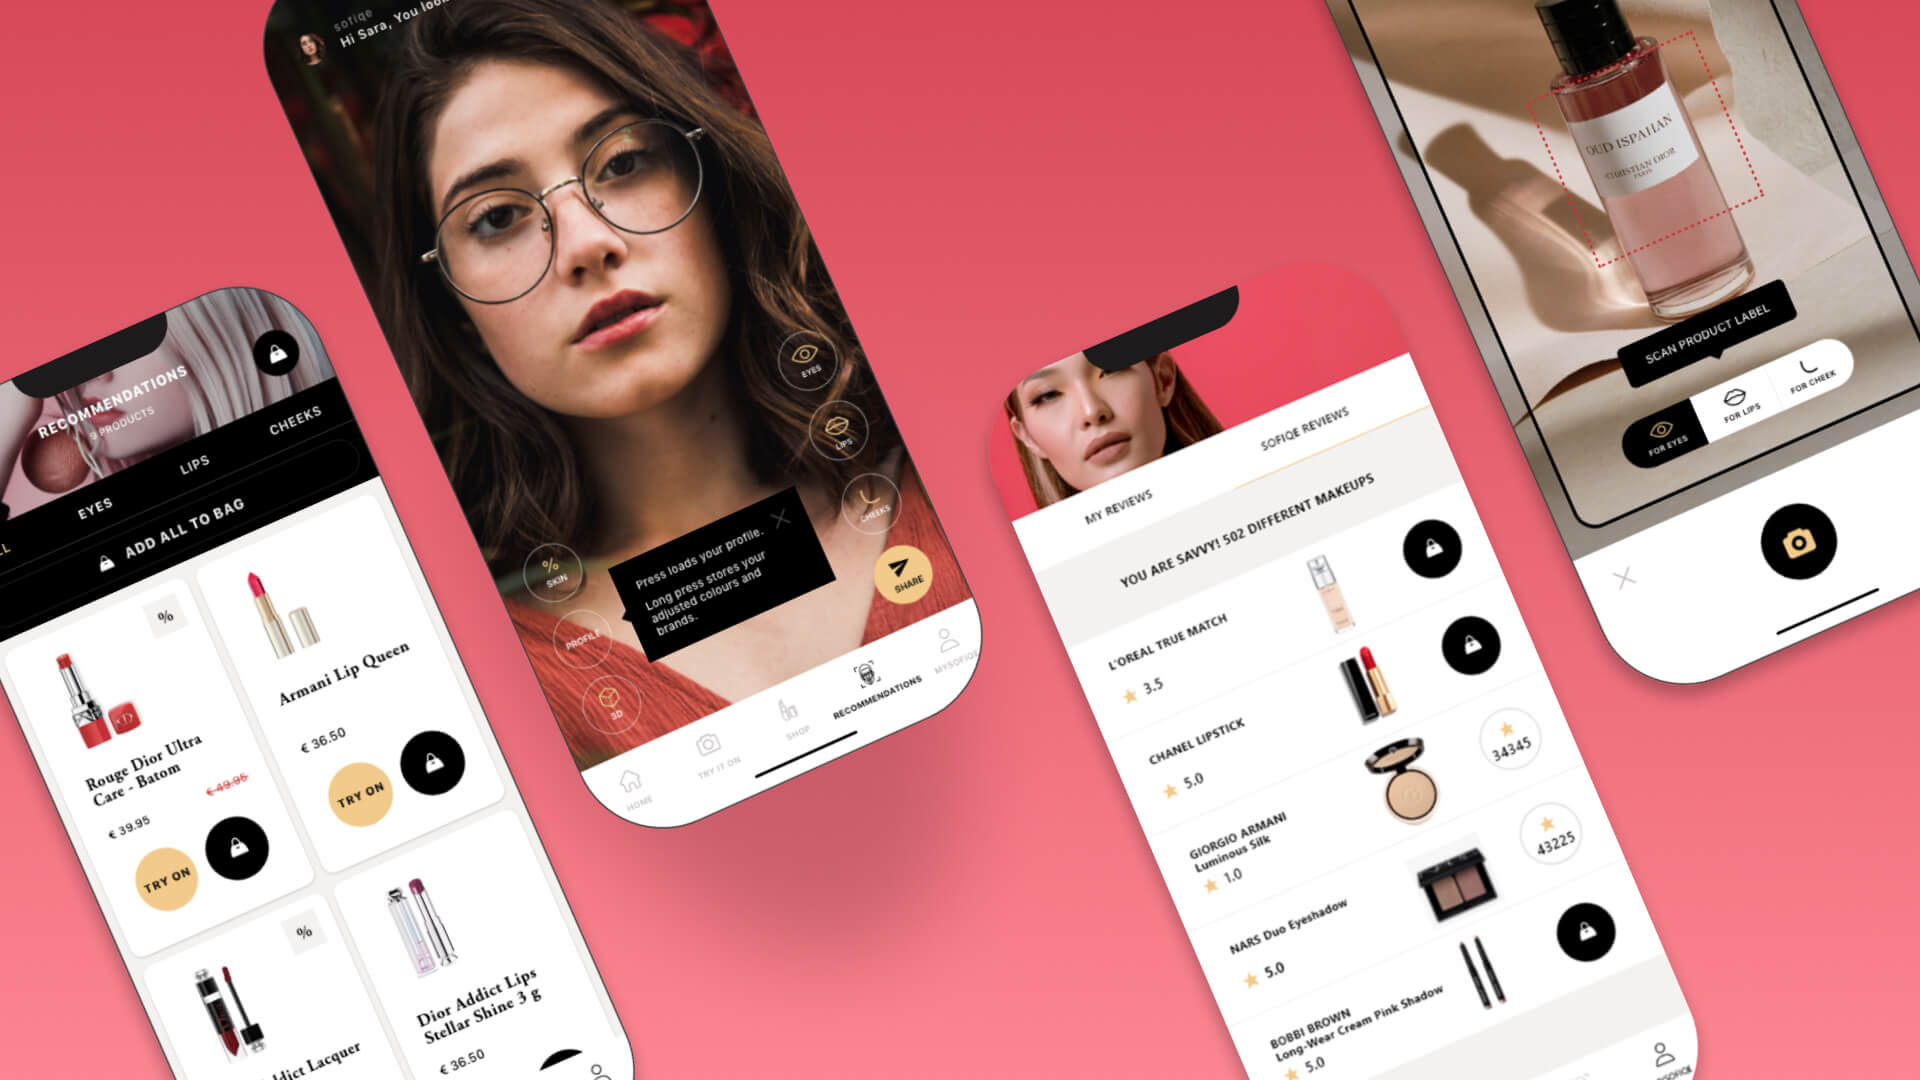 RECOMMENDATIONS
9 PRODUCTS
EYES
LIPS
CHEEKS
ADD ALL TO BAG
%
Rouge Dior Ultra
Care - Batom
€ 49.95
€ 39.95
TRY ON
Armani Lip Queen
€ 36.50
TRY ON
%
Lacquer
Dior Addict Lips
Stellar Shine 3 g
€ 36.50
sofiqe
Hi Sara, You
EYES
LIPS
CHEEKS
SHARE
%
SKIN
PROFILE
3D
Press loads your profile.
Long press stores your
adjusted colours and
brands.
HOME
TRY IT ON
SHOP
RECOMMENDATIONS
MYSOFIQE
MY REVIEWS
SOFIQE REVIEWS
YOU ARE SAVVY! 502 DIFFERENT MAKEUPS
L'OREAL TRUE MATCH
3.5
CHANEL LIPSTICK
5.0
GIORGIO ARMANI
Luminous Silk
1.0
34345
NARS Duo Eyeshadow
5.0
43225
BOBBI BROWN
Long-Wear Cream Pink Shadow
5.0
OUD ISPAHAN
CHRISTIAN DIOR
PARIS
SCAN PRODUCT LABEL
FOR EYES
FOR LIPS
FOR CHEEK